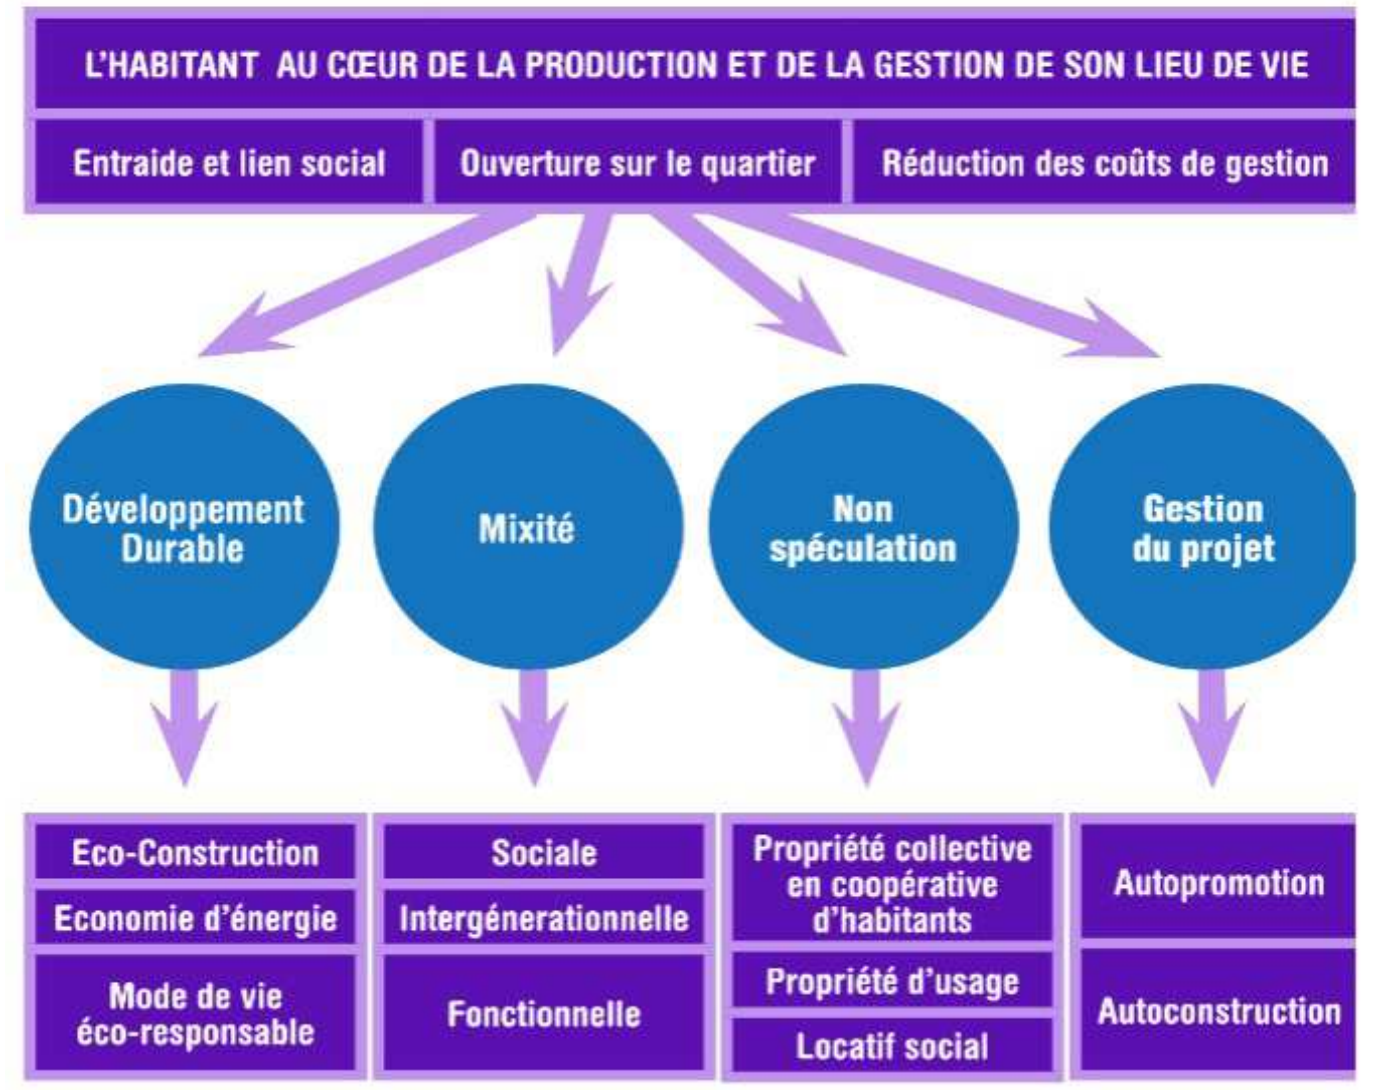 L'HABITANT AU CŒUR DE LA PRODUCTION ET DE LA GESTION DE SON LIEU DE VIE
Entraide et lien social
Ouverture sur le quartier
Réduction des coûts de gestion
Développement
Durable
Mixité
Non
spéculation
Gestion
du projet
Eco-Construction
Economie d'énergie
Mode de vie
éco-responsable
Sociale
Intergénerationnelle
Fonctionnelle
Propriété collective
en coopérative
d'habitants
Propriété d'usage
Locatif social
Autopromotion
Autoconstruction